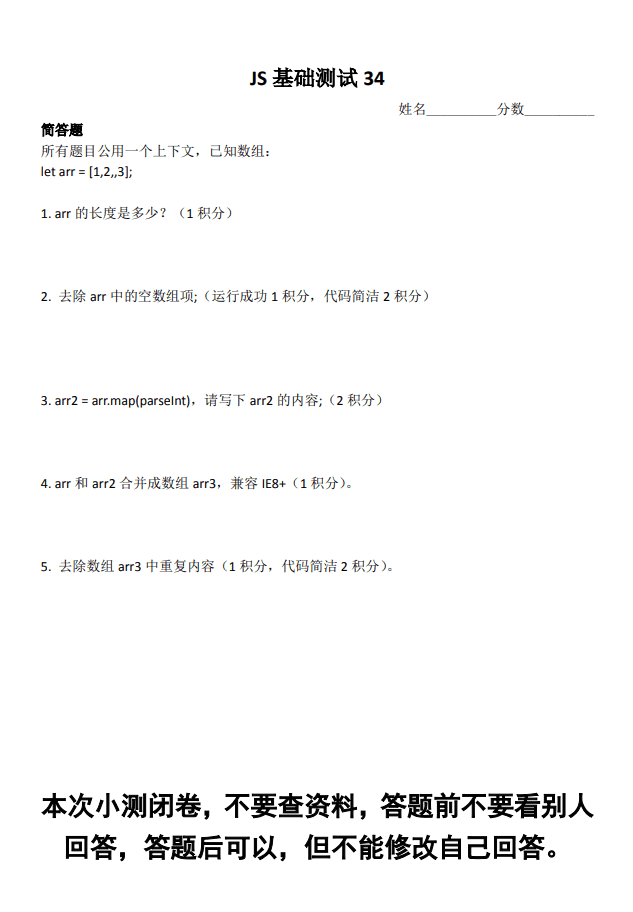 JS 基础测试 34
姓名__________分数__________
简答题
所有题目公用一个上下文，已知数组：
let arr = [1,2,,3];
1. arr 的长度是多少？（1 积分）
2. 去除 arr 中的空数组项;（运行成功 1 积分，代码简洁 2 积分）
3. arr2 = arr.map(parseInt)，请写下 arr2 的内容;（2 积分）
4. arr 和 arr2 合并成数组 arr3，兼容 IE8+（1 积分）。
5. 去除数组 arr3 中重复内容（1 积分，代码简洁 2 积分）。
本次小测闭卷，不要查资料，答题前不要看别人
回答，答题后可以，但不能修改自己回答。